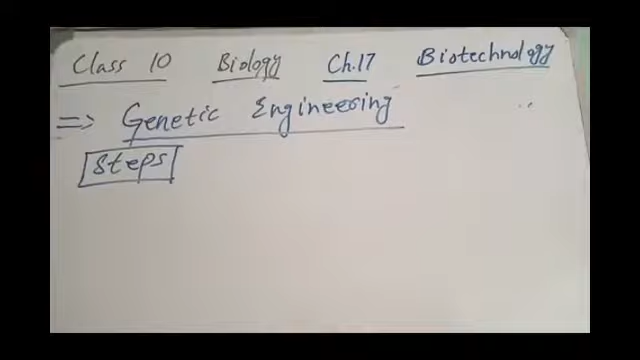 Class 10 Biology Ch.17 Biotechnology
=> Genetic Engineering
Steps